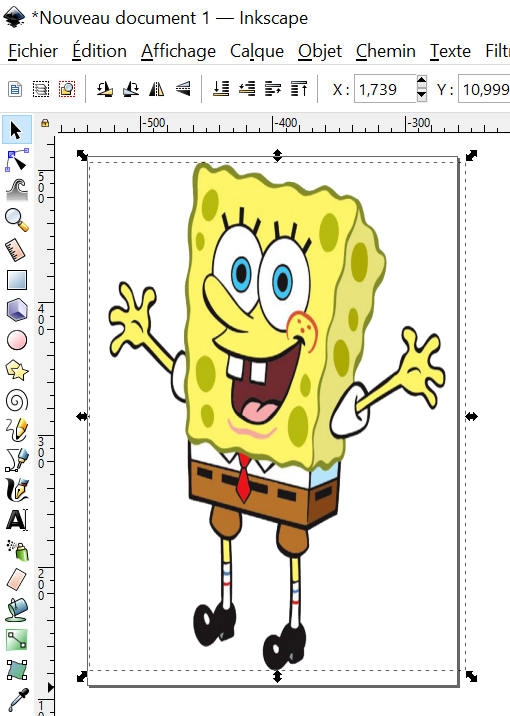 *Nouveau document 1 — Inkscape
Fichier Édition Affichage Calque Objet Chemin Texte Filtr
X : 1,739 Y : 10,999
-500 -400 -300
500
400
300
200
1